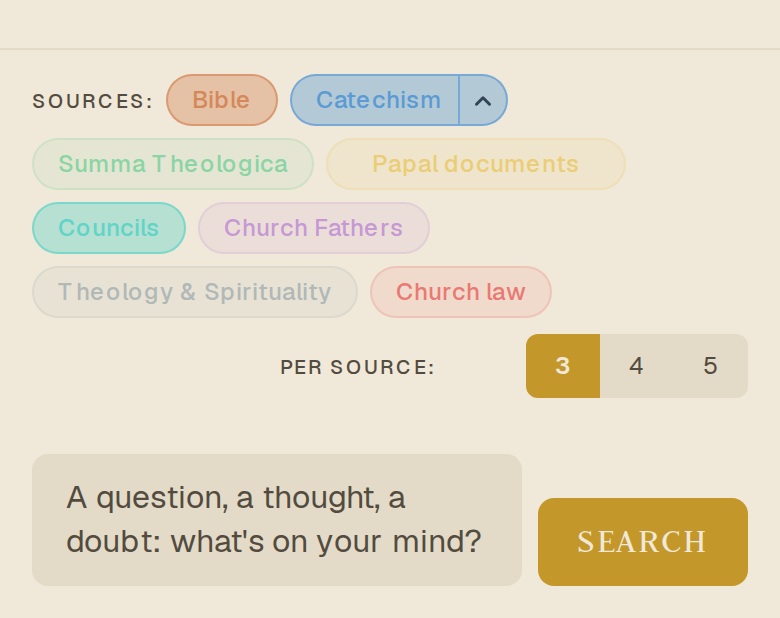 SOURCES: Bible Catechism
Summa Theologica Papal documents
Councils Church Fathers
Theology & Spirituality Church law
PER SOURCE: 3 4 5
A question, a thought, a
doubt: what's on your mind?
SEARCH